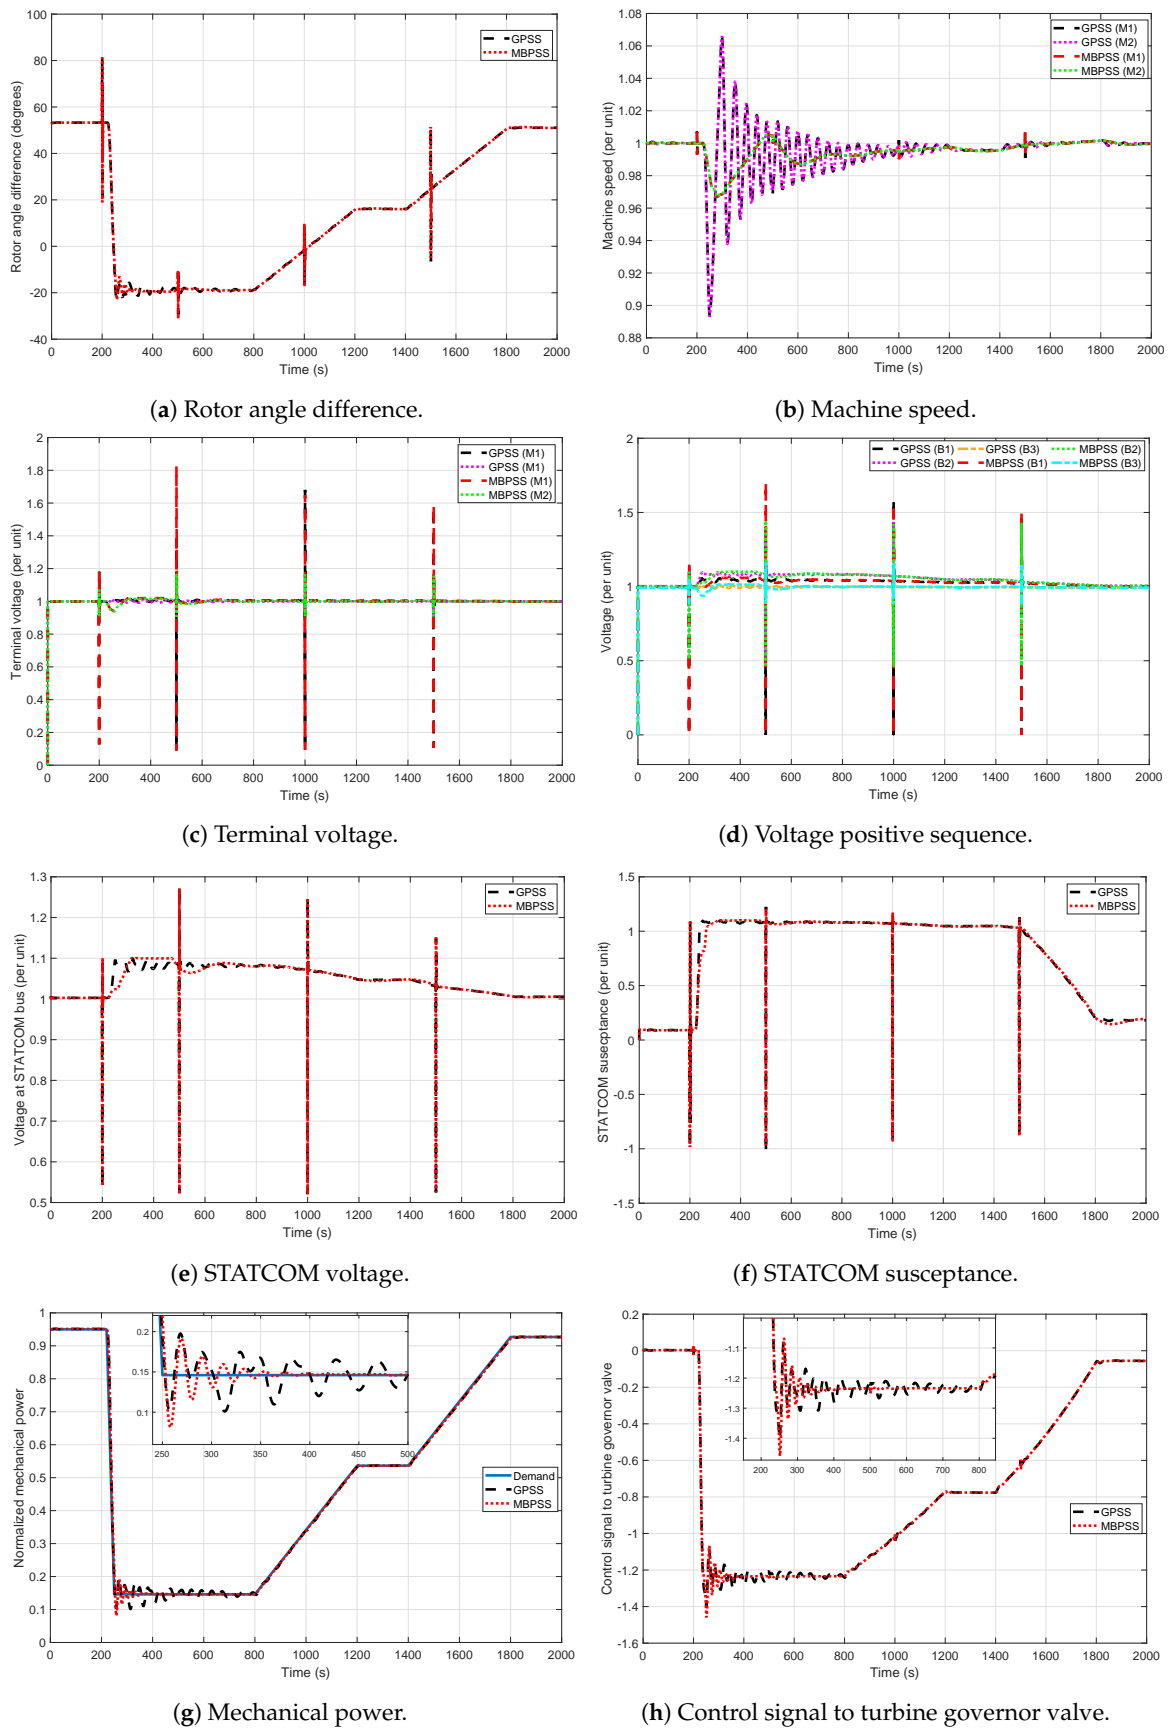 100
80
60
40
20
0
-20
-40
0 200 400 600 800 1000 1200 1400 1600 1800 2000
Rotor angle difference (degrees)
Time (s)
GPSS
MBPSS
(a) Rotor angle difference.
1.08
1.06
1.04
1.02
1
0.98
0.96
0.94
0.92
0.9
0.88
0 200 400 600 800 1000 1200 1400 1600 1800 2000
Machine speed (per unit)
Time (s)
GPSS (M1)
GPSS (M2)
MBPSS (M1)
MBPSS (M2)
(b) Machine speed.
2
1.8
1.6
1.4
1.2
1
0.8
0.6
0.4
0.2
0
0 200 400 600 800 1000 1200 1400 1600 1800 2000
Terminal voltage (per unit)
Time (s)
GPSS (M1)
GPSS (M1)
MBPSS (M1)
MBPSS (M2)
(c) Terminal voltage.
2
1.5
1
0.5
0
0 200 400 600 800 1000 1200 1400 1600 1800 2000
Voltage (per unit)
Time (s)
GPSS (B1) GPSS (B3) MBPSS (B2)
GPSS (B2) MBPSS (B1) MBPSS (B3)
(d) Voltage positive sequence.
1.3
1.2
1.1
1
0.9
0.8
0.7
0.6
0.5
0 200 400 600 800 1000 1200 1400 1600 1800 2000
Voltage at STATCOM bus (per unit)
Time (s)
GPSS
MBPSS
(e) STATCOM voltage.
1.5
1
0.5
0
-0.5
-1
-1.5
0 200 400 600 800 1000 1200 1400 1600 1800 2000
STATCOM susecptance (per unit)
Time (s)
GPSS
MBPSS
(f) STATCOM susceptance.
1
0.9
0.8
0.7
0.6
0.5
0.4
0.3
0.2
0.1
0
0 200 400 600 800 1000 1200 1400 1600 1800 2000
Normalized mechanical power
Time (s)
0.2
0.15
0.1
250 300 350 400 450 500
Demand
GPSS
MBPSS
(g) Mechanical power.
0.2
0
-0.2
-0.4
-0.6
-0.8
-1
-1.2
-1.4
-1.6
0 200 400 600 800 1000 1200 1400 1600 1800 2000
Control signal to turbine governor valve
Time (s)
-1.1
-1.2
-1.3
-1.4
200 300 400 500 600 700 800
GPSS
MBPSS
(h) Control signal to turbine governor valve.